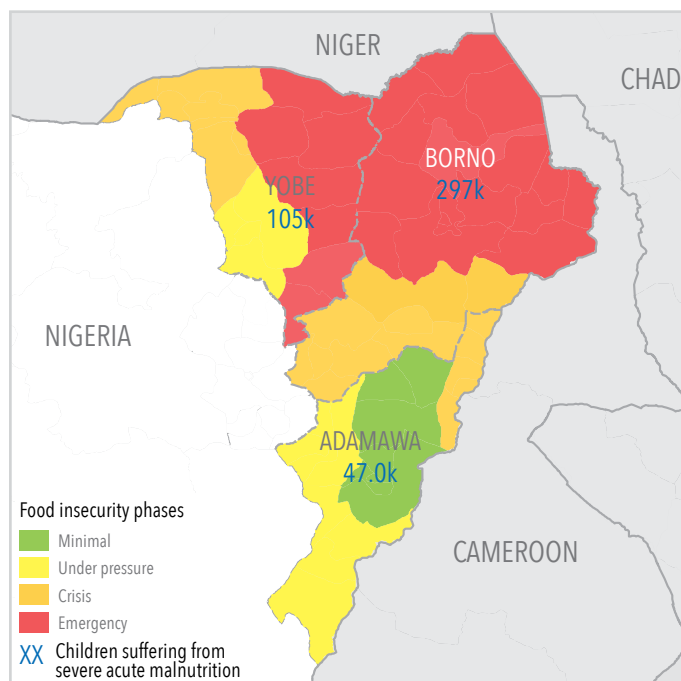 NIGER
CHAD
BORNO
297k
YOBE
105k
NIGERIA
ADAMAWA
47.0k
CAMEROON
Food insecurity phases
Minimal
Under pressure
Crisis
Emergency
XX Children suffering from
severe acute malnutrition